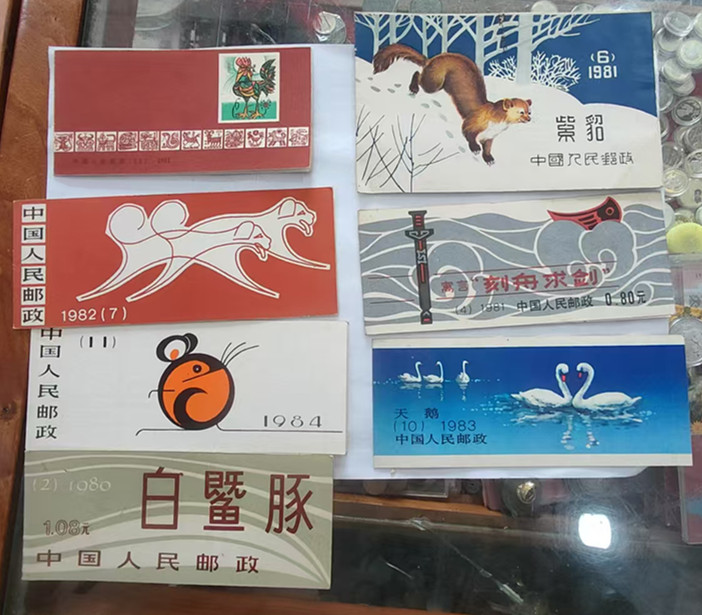 (6)
1981
紫貂
中国人民邮政
中国人民邮政
1982(7)
寓言“刻舟求剑”
(4) 1981 中国人民邮政 0.80元
中国人民邮政
(11)
1984
天鹅
(10) 1983
中国人民邮政
(2) 1980
1.08元
白鱀豚
中国人民邮政